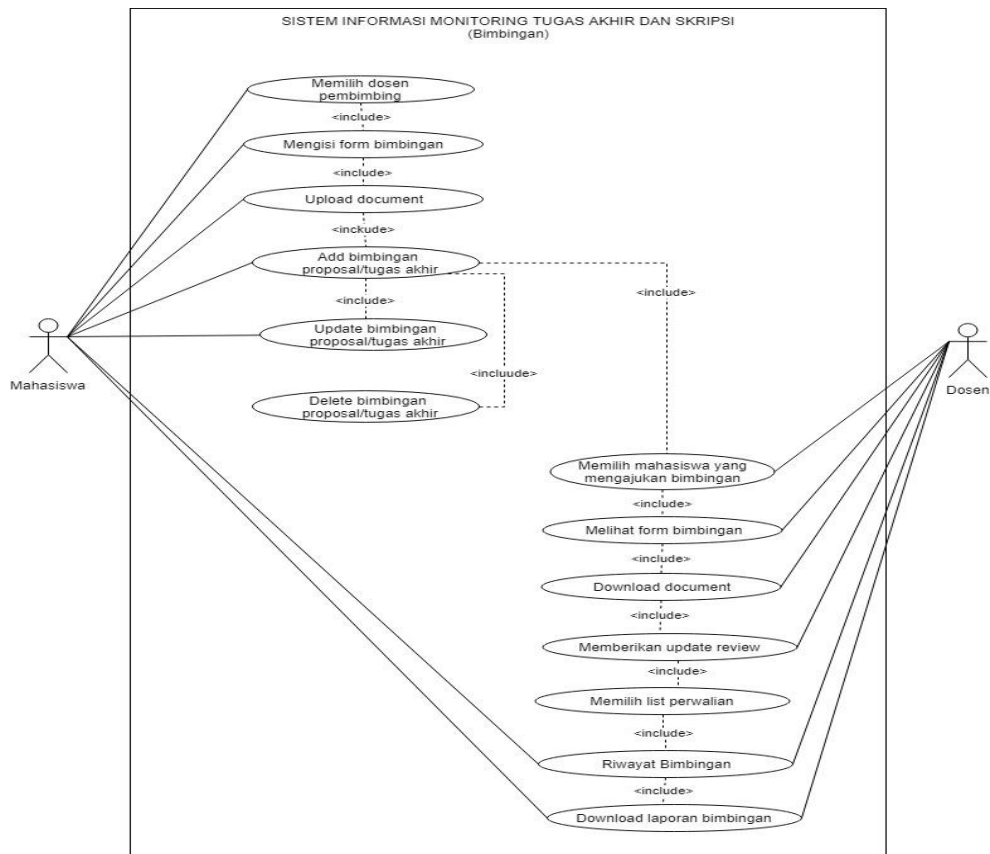 SISTEM INFORMASI MONITORING TUGAS AKHIR DAN SKRIPSI
(Bimbingan)
Memilih dosen
pembimbing
<include>
Mengisi form bimbingan
<include>
Upload document
<inckude>
Add bimbingan
proposal/tugas akhir
<include>
<include>
Update bimbingan
proposal/tugas akhir
<incluude>
Mahasiswa
Dosen
Delete bimbingan
proposal/tugas akhir
Memilih mahasiswa yang
mengajukan bimbingan
<include>
Melihat form bimbingan
<include>
Download document
<include>
Memberikan update review
<include>
Memilih list perwalian
<include>
Riwayat Bimbingan
<include>
Download laporan bimbingan